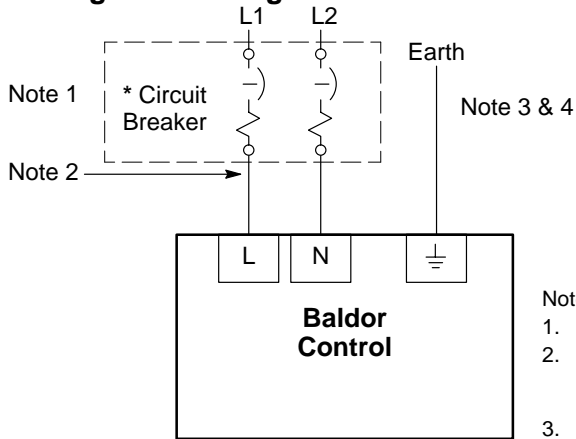 L1 L2
Earth
Note 1
* Circuit
Breaker
Note 3 & 4
Note 2
L N
Baldor
Control
Not
1.
2.
3.